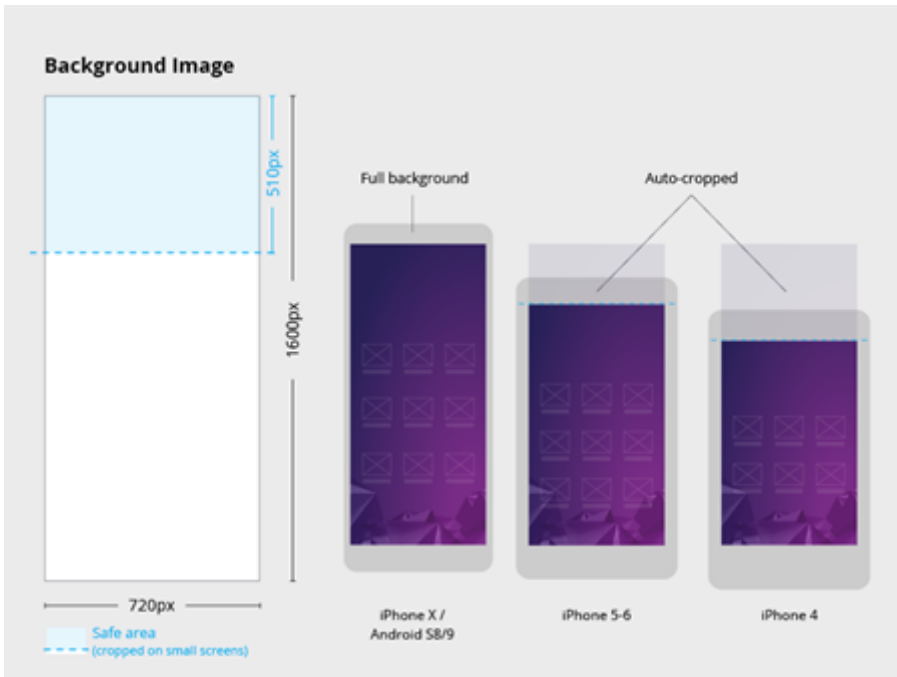 Background Image
510px
1600px
720px
Safe area
(cropped on small screens)
Full background
Auto-cropped
iPhone X /
Android S8/9
iPhone 5-6
iPhone 4